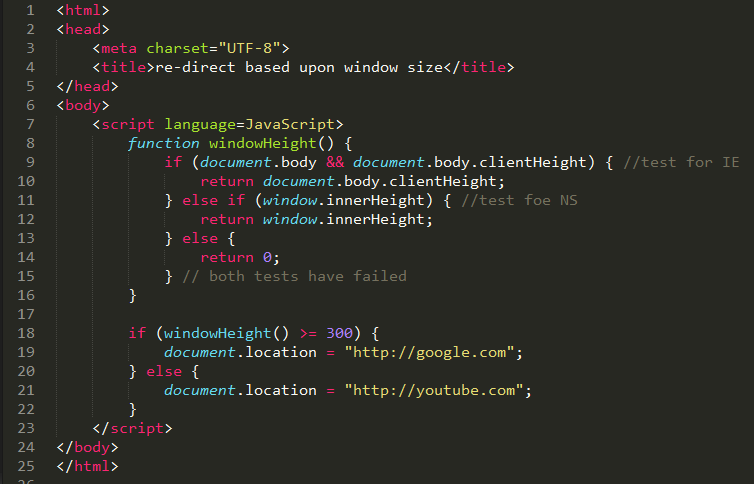 1 <html>
2 <head>
3     <meta charset="UTF-8">
4     <title>re-direct based upon window size</title>
5 </head>
6 <body>
7     <script language=JavaScript>
8         function windowHeight() {
9             if (document.body && document.body.clientHeight) { //test for IE
10                 return document.body.clientHeight;
11             } else if (window.innerHeight) { //test foe NS
12                 return window.innerHeight;
13             } else {
14                 return 0;
15             } // both tests have failed
16         }
17
18         if (windowHeight() >= 300) {
19             document.location = "http://google.com";
20         } else {
21             document.location = "http://youtube.com";
22         }
23     </script>
24 </body>
25 </html>
26